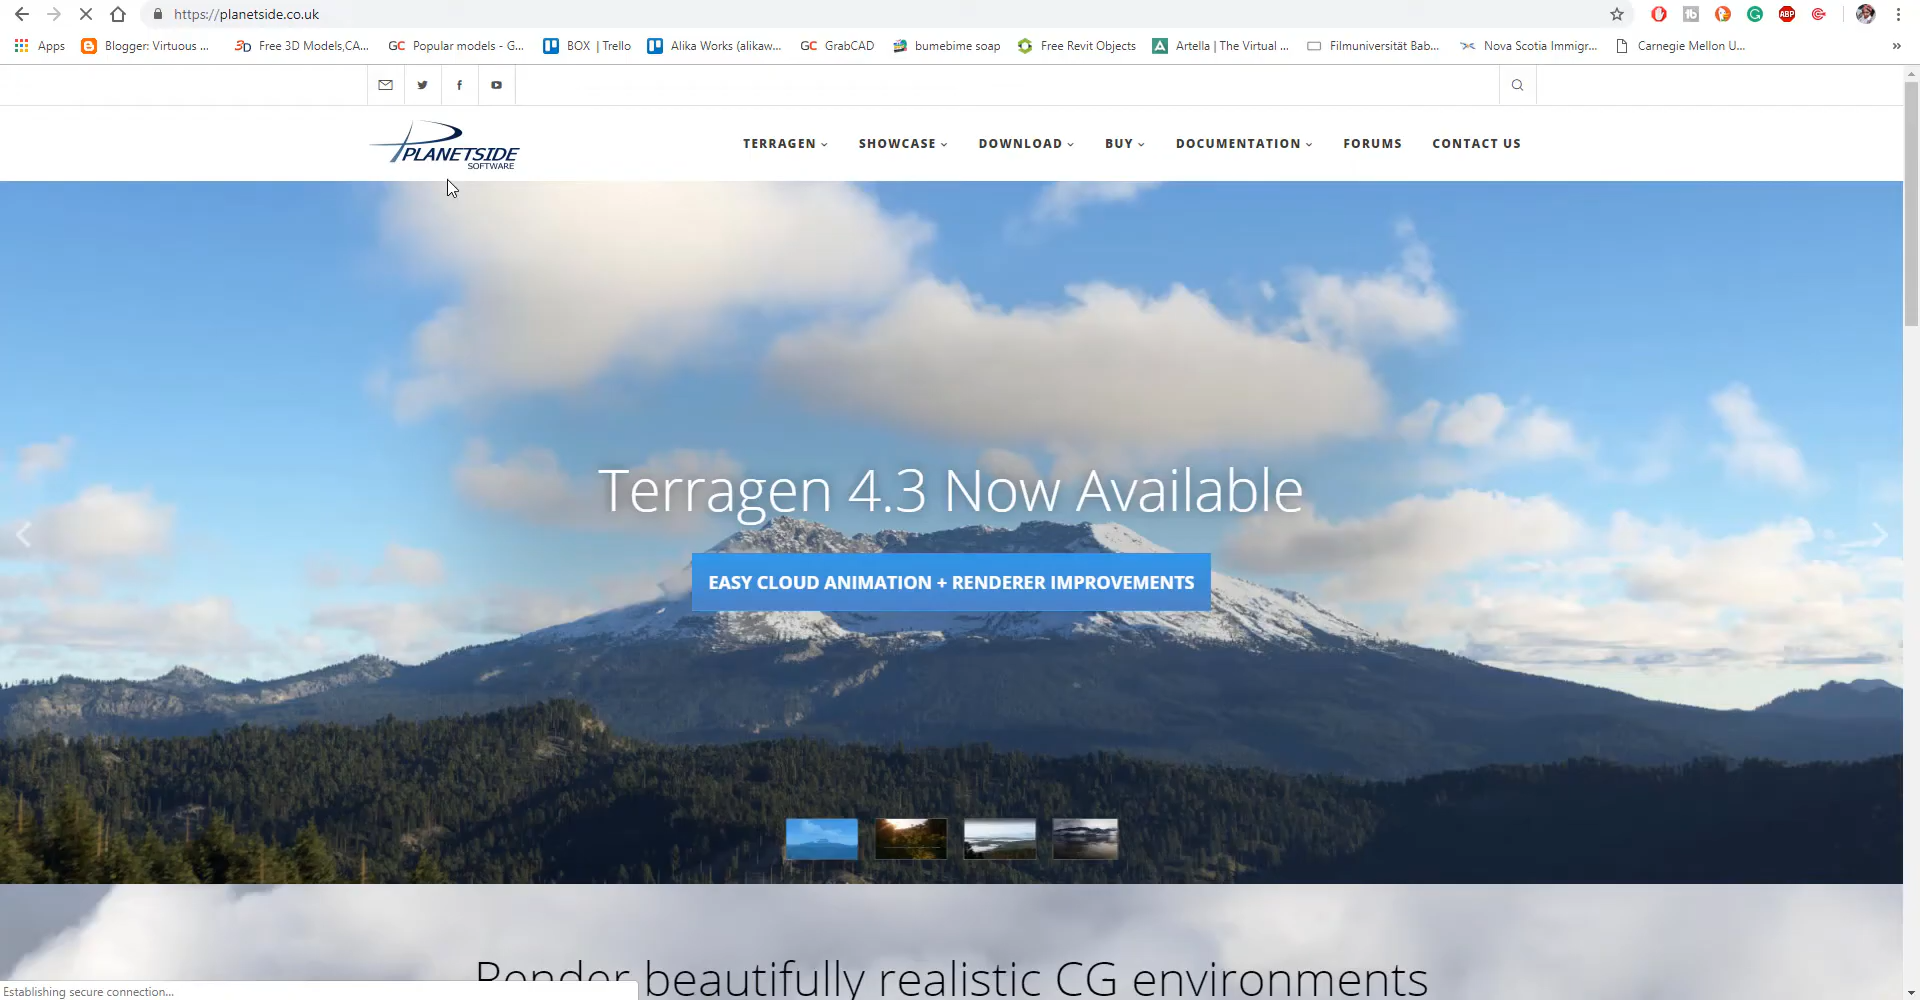 https://planetside.co.uk
Apps
Blogger: Virtuous ...
Free 3D Models,CA...
Popular models - G...
BOX | Trello
Alika Works (alikaw...
GrabCAD
bumebime soap
Free Revit Objects
Artella | The Virtual ...
Filmuniversität Bab...
Nova Scotia Immigr...
Carnegie Mellon U...
PLANETSIDE
SOFTWARE
TERRAGEN
SHOWCASE
DOWNLOAD
BUY
DOCUMENTATION
FORUMS
CONTACT US
Terragen 4.3 Now Available
EASY CLOUD ANIMATION + RENDERER IMPROVEMENTS
Render beautifully realistic CG environments
Establishing secure connection...